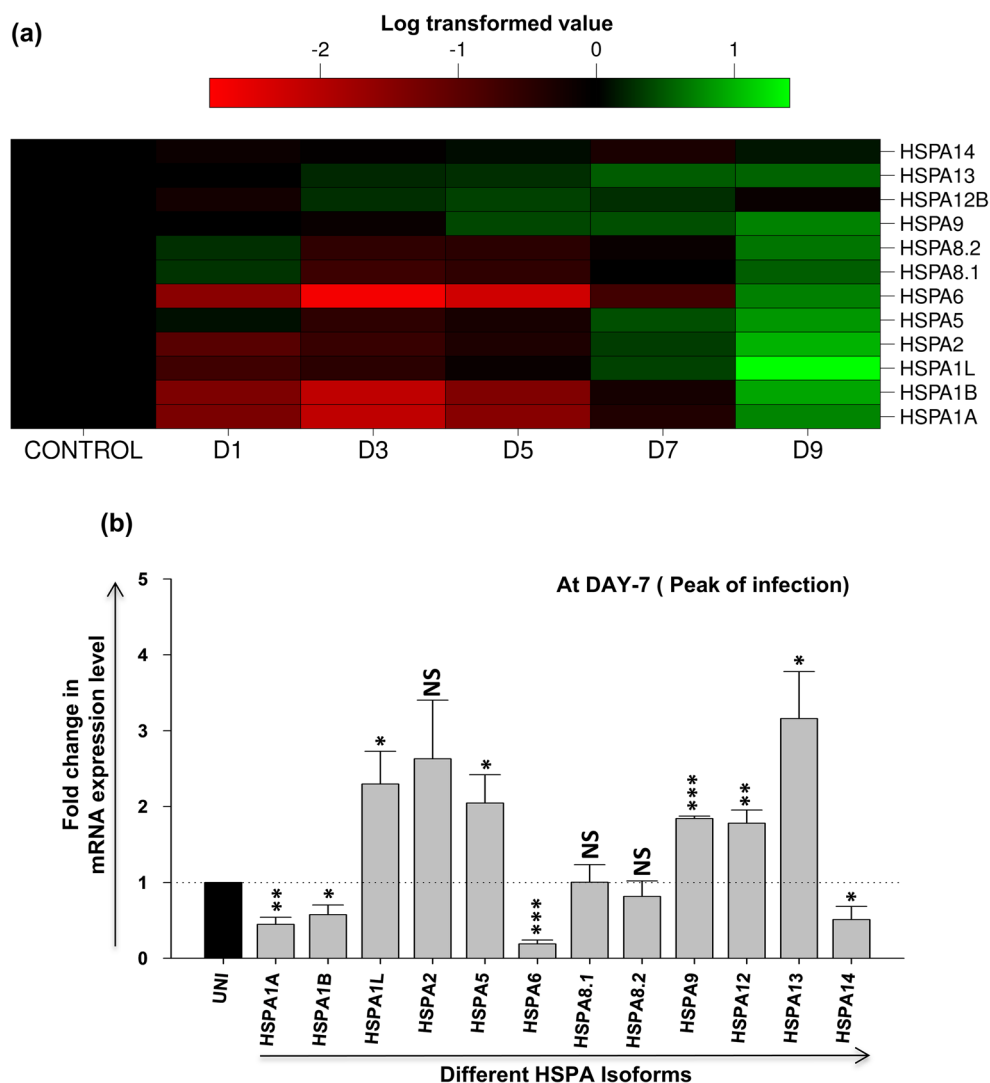 (a)
Log transformed value
-2 -1 0 1
HSPA14
HSPA13
HSPA12B
HSPA9
HSPA8.2
HSPA8.1
HSPA6
HSPA5
HSPA2
HSPA1L
HSPA1B
HSPA1A
CONTROL D1 D3 D5 D7 D9
(b)
At DAY-7 ( Peak of infection)
Fold change in
mRNA expression level
5
4
3
2
1
0
** * * NS * *** NS NS *** ** * *
UNI HSPA1A HSPA1B HSPA1L HSPA2 HSPA5 HSPA6 HSPA8.1 HSPA8.2 HSPA9 HSPA12 HSPA13 HSPA14
Different HSPA Isoforms